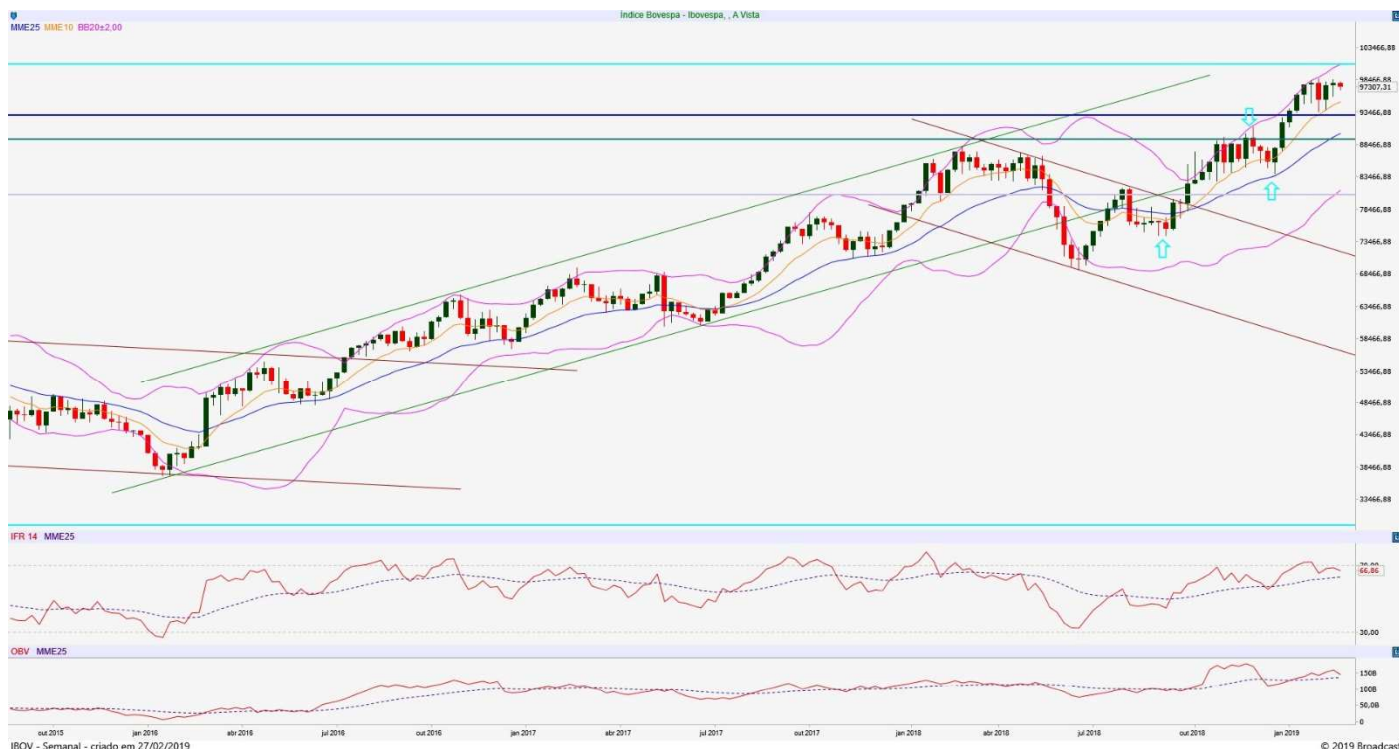 Índice Bovespa - Ibovespa, , A Vista
MME25 MME10 BB20±2,00
103466,88
98466,88
97307,31
93466,88
88466,88
83466,88
78466,88
73466,88
68466,88
63466,88
58466,88
53466,88
48466,88
43466,88
38466,88
33466,88
IFR 14 MME25
66,86
30,00
OBV MME25
150B
100B
50,0B
0
out 2015 jan 2016 abr 2016 jul 2016 out 2016 jan 2017 abr 2017 jul 2017 out 2017 jan 2018 abr 2018 jul 2018 out 2018 jan 2019
IBOV - Semanal - criado em 27/02/2019 © 2019 Broadcast